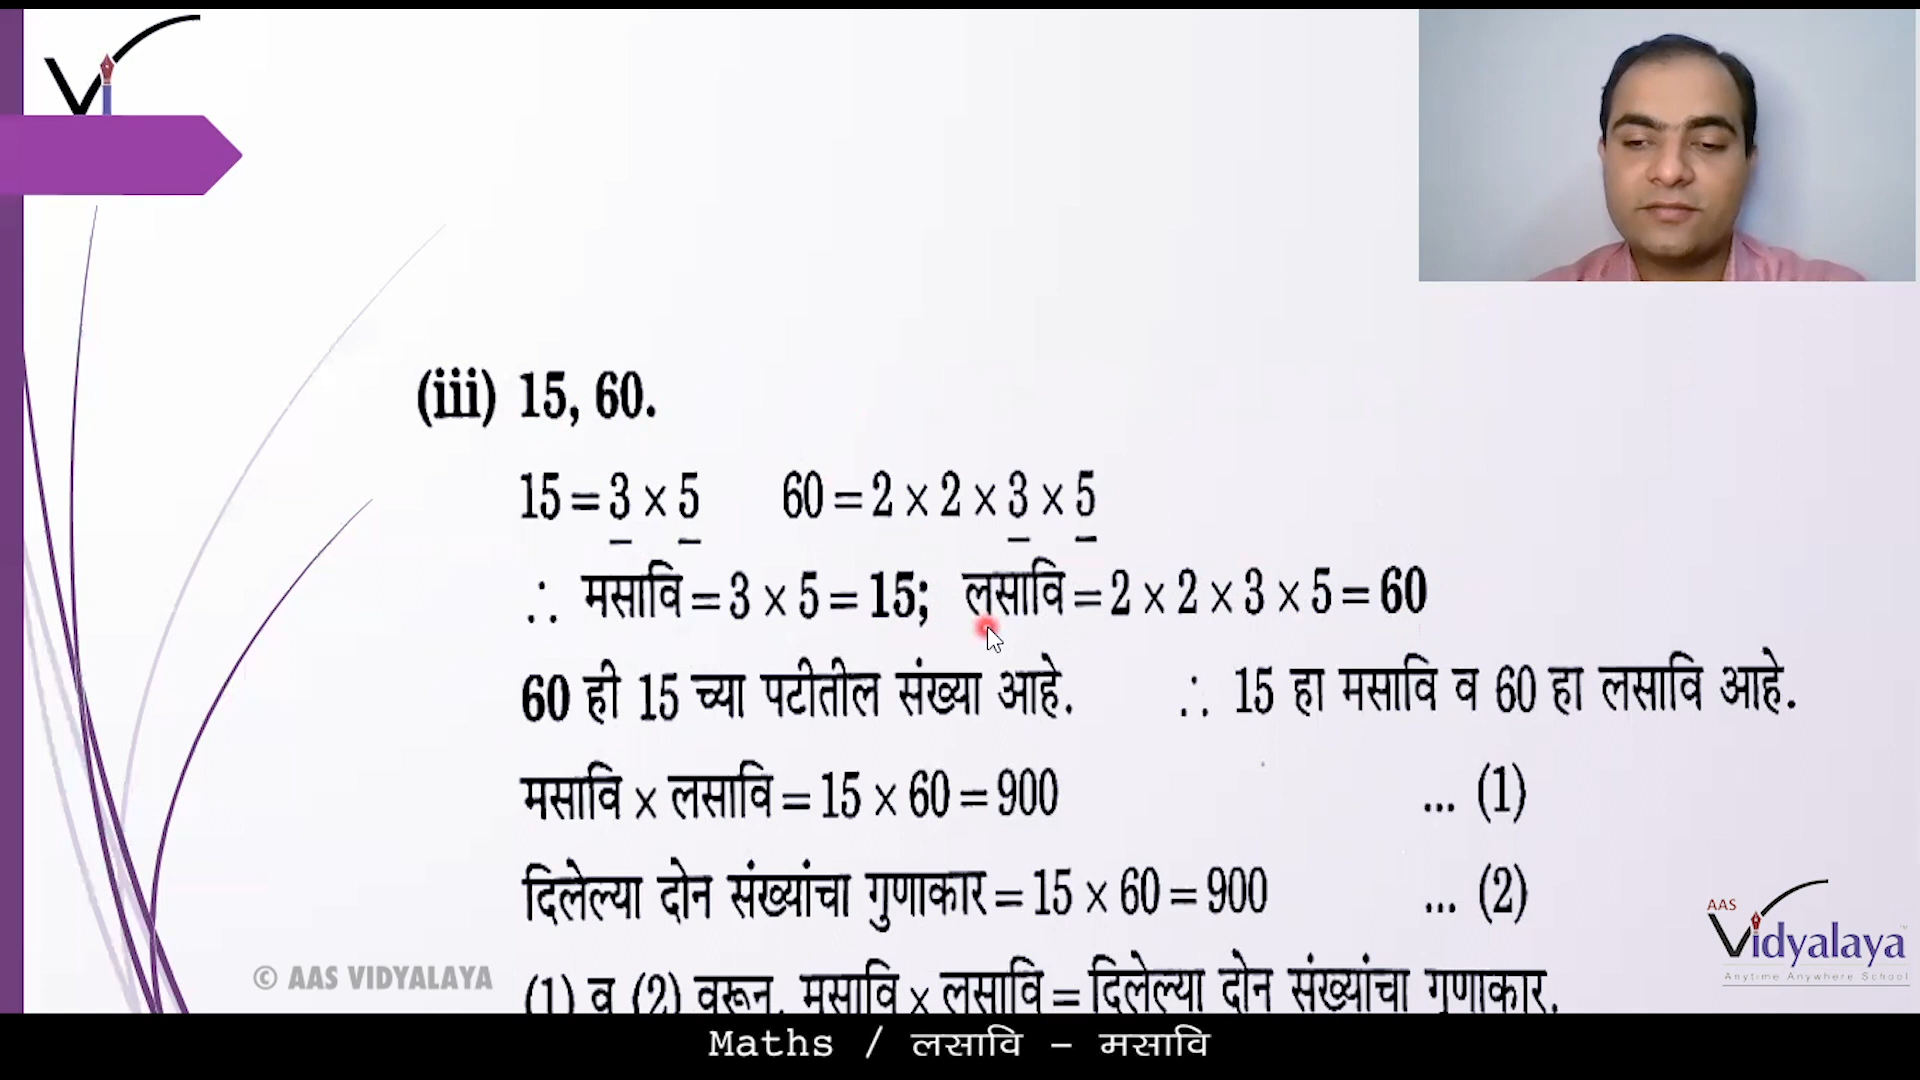 Vi
(iii) 15, 60.
15 = 3 × 5 60 = 2 × 2 × 3 × 5
∴ मसावि = 3 × 5 = 15; लसावि = 2 × 2 × 3 × 5 = 60
60 ही 15 च्या पटीतील संख्या आहे. ∴ 15 हा मसावि व 60 हा लसावि आहे.
मसावि × लसावि = 15 × 60 = 900 ... (1)
दिलेल्या दोन संख्यांचा गुणाकार = 15 × 60 = 900 ... (2)
(1) व (2) वरून, मसावि × लसावि = दिलेल्या दोन संख्यांचा गुणाकार.
AAS
Vidyalaya
Anytime Anywhere School
© AAS VIDYALAYA
Maths / लसावि - मसावि